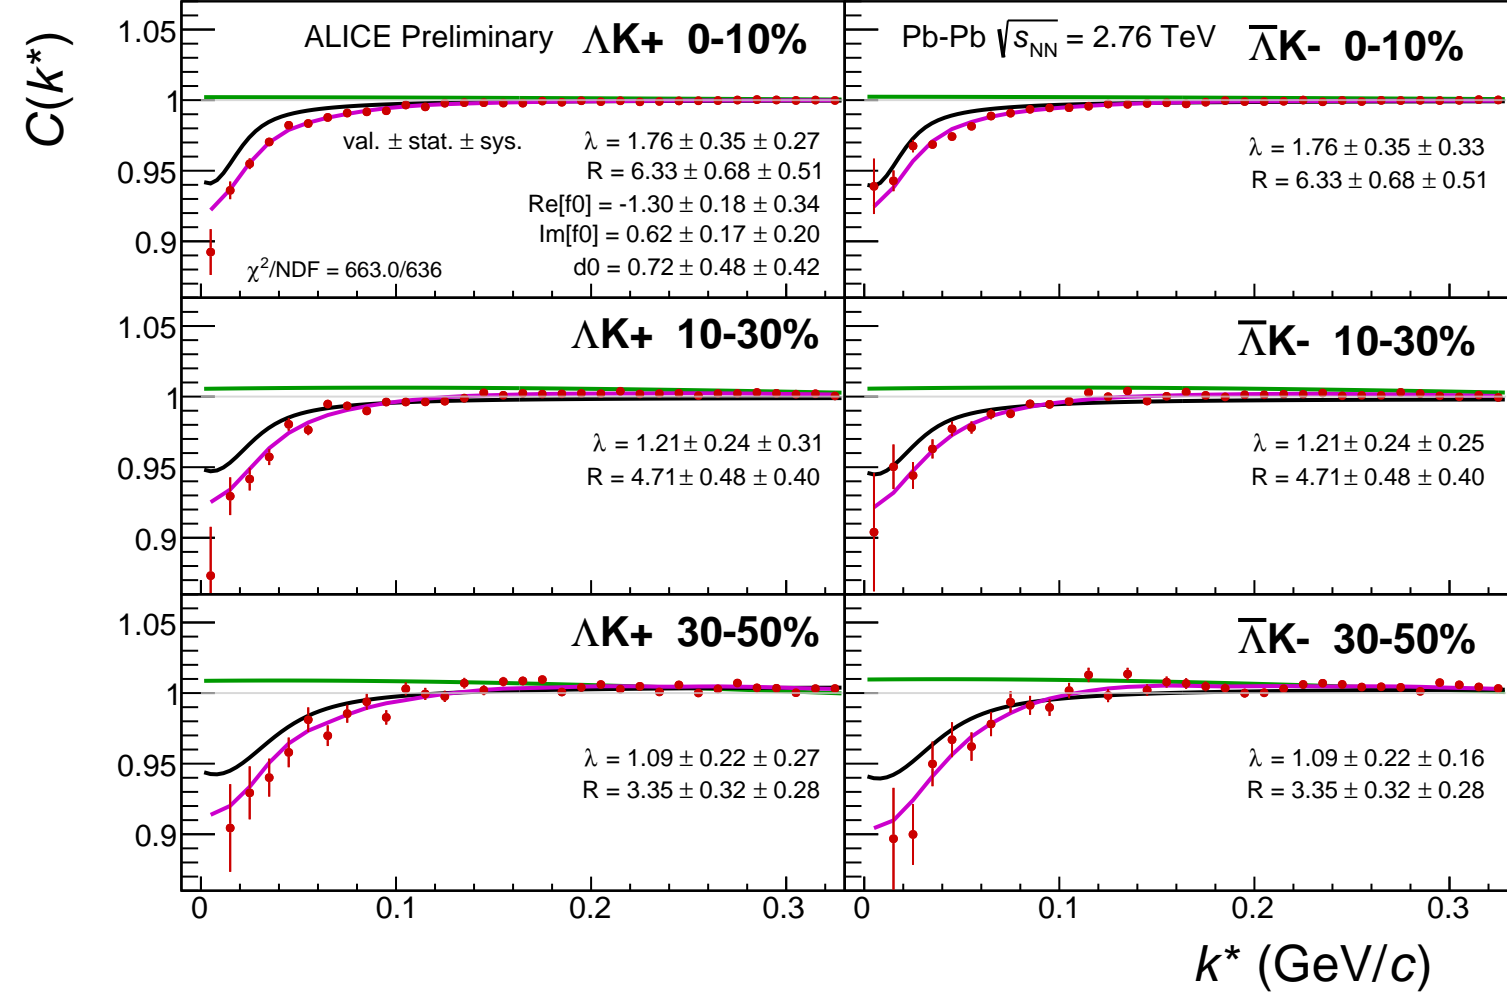 C(k*)
1.05
1
0.95
0.9
ALICE Preliminary ΛK+ 0-10%
val. ± stat. ± sys.
λ = 1.76 ± 0.35 ± 0.27
R = 6.33 ± 0.68 ± 0.51
Re[f0] = -1.30 ± 0.18 ± 0.34
Im[f0] = 0.62 ± 0.17 ± 0.20
d0 = 0.72 ± 0.48 ± 0.42
χ²/NDF = 663.0/636
Pb-Pb √s_NN = 2.76 TeV Λ̅K- 0-10%
λ = 1.76 ± 0.35 ± 0.33
R = 6.33 ± 0.68 ± 0.51
1.05
1
0.95
0.9
ΛK+ 10-30%
λ = 1.21 ± 0.24 ± 0.31
R = 4.71 ± 0.48 ± 0.40
Λ̅K- 10-30%
λ = 1.21 ± 0.24 ± 0.25
R = 4.71 ± 0.48 ± 0.40
1.05
1
0.95
0.9
ΛK+ 30-50%
λ = 1.09 ± 0.22 ± 0.27
R = 3.35 ± 0.32 ± 0.28
Λ̅K- 30-50%
λ = 1.09 ± 0.22 ± 0.16
R = 3.35 ± 0.32 ± 0.28
0 0.1 0.2 0.3
0 0.1 0.2 0.3
k* (GeV/c)